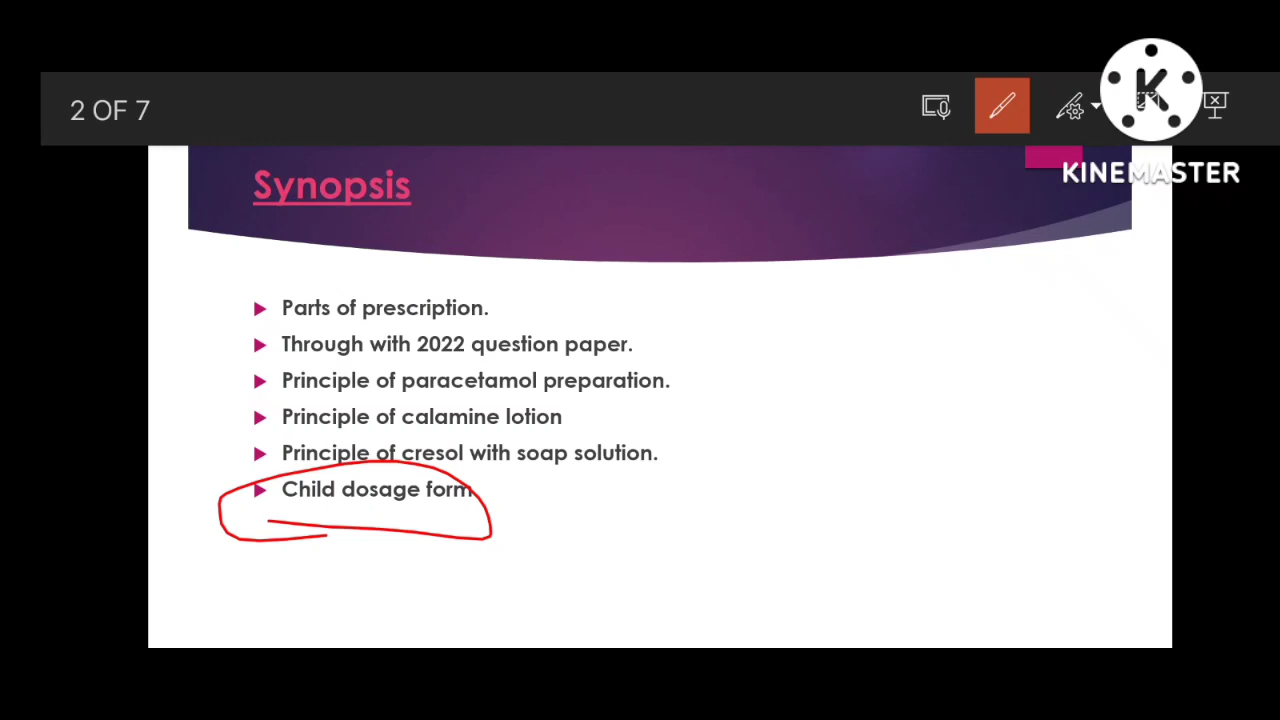 2 OF 7
K
KINEMASTER
Synopsis
Parts of prescription.
Through with 2022 question paper.
Principle of paracetamol preparation.
Principle of calamine lotion
Principle of cresol with soap solution.
Child dosage form